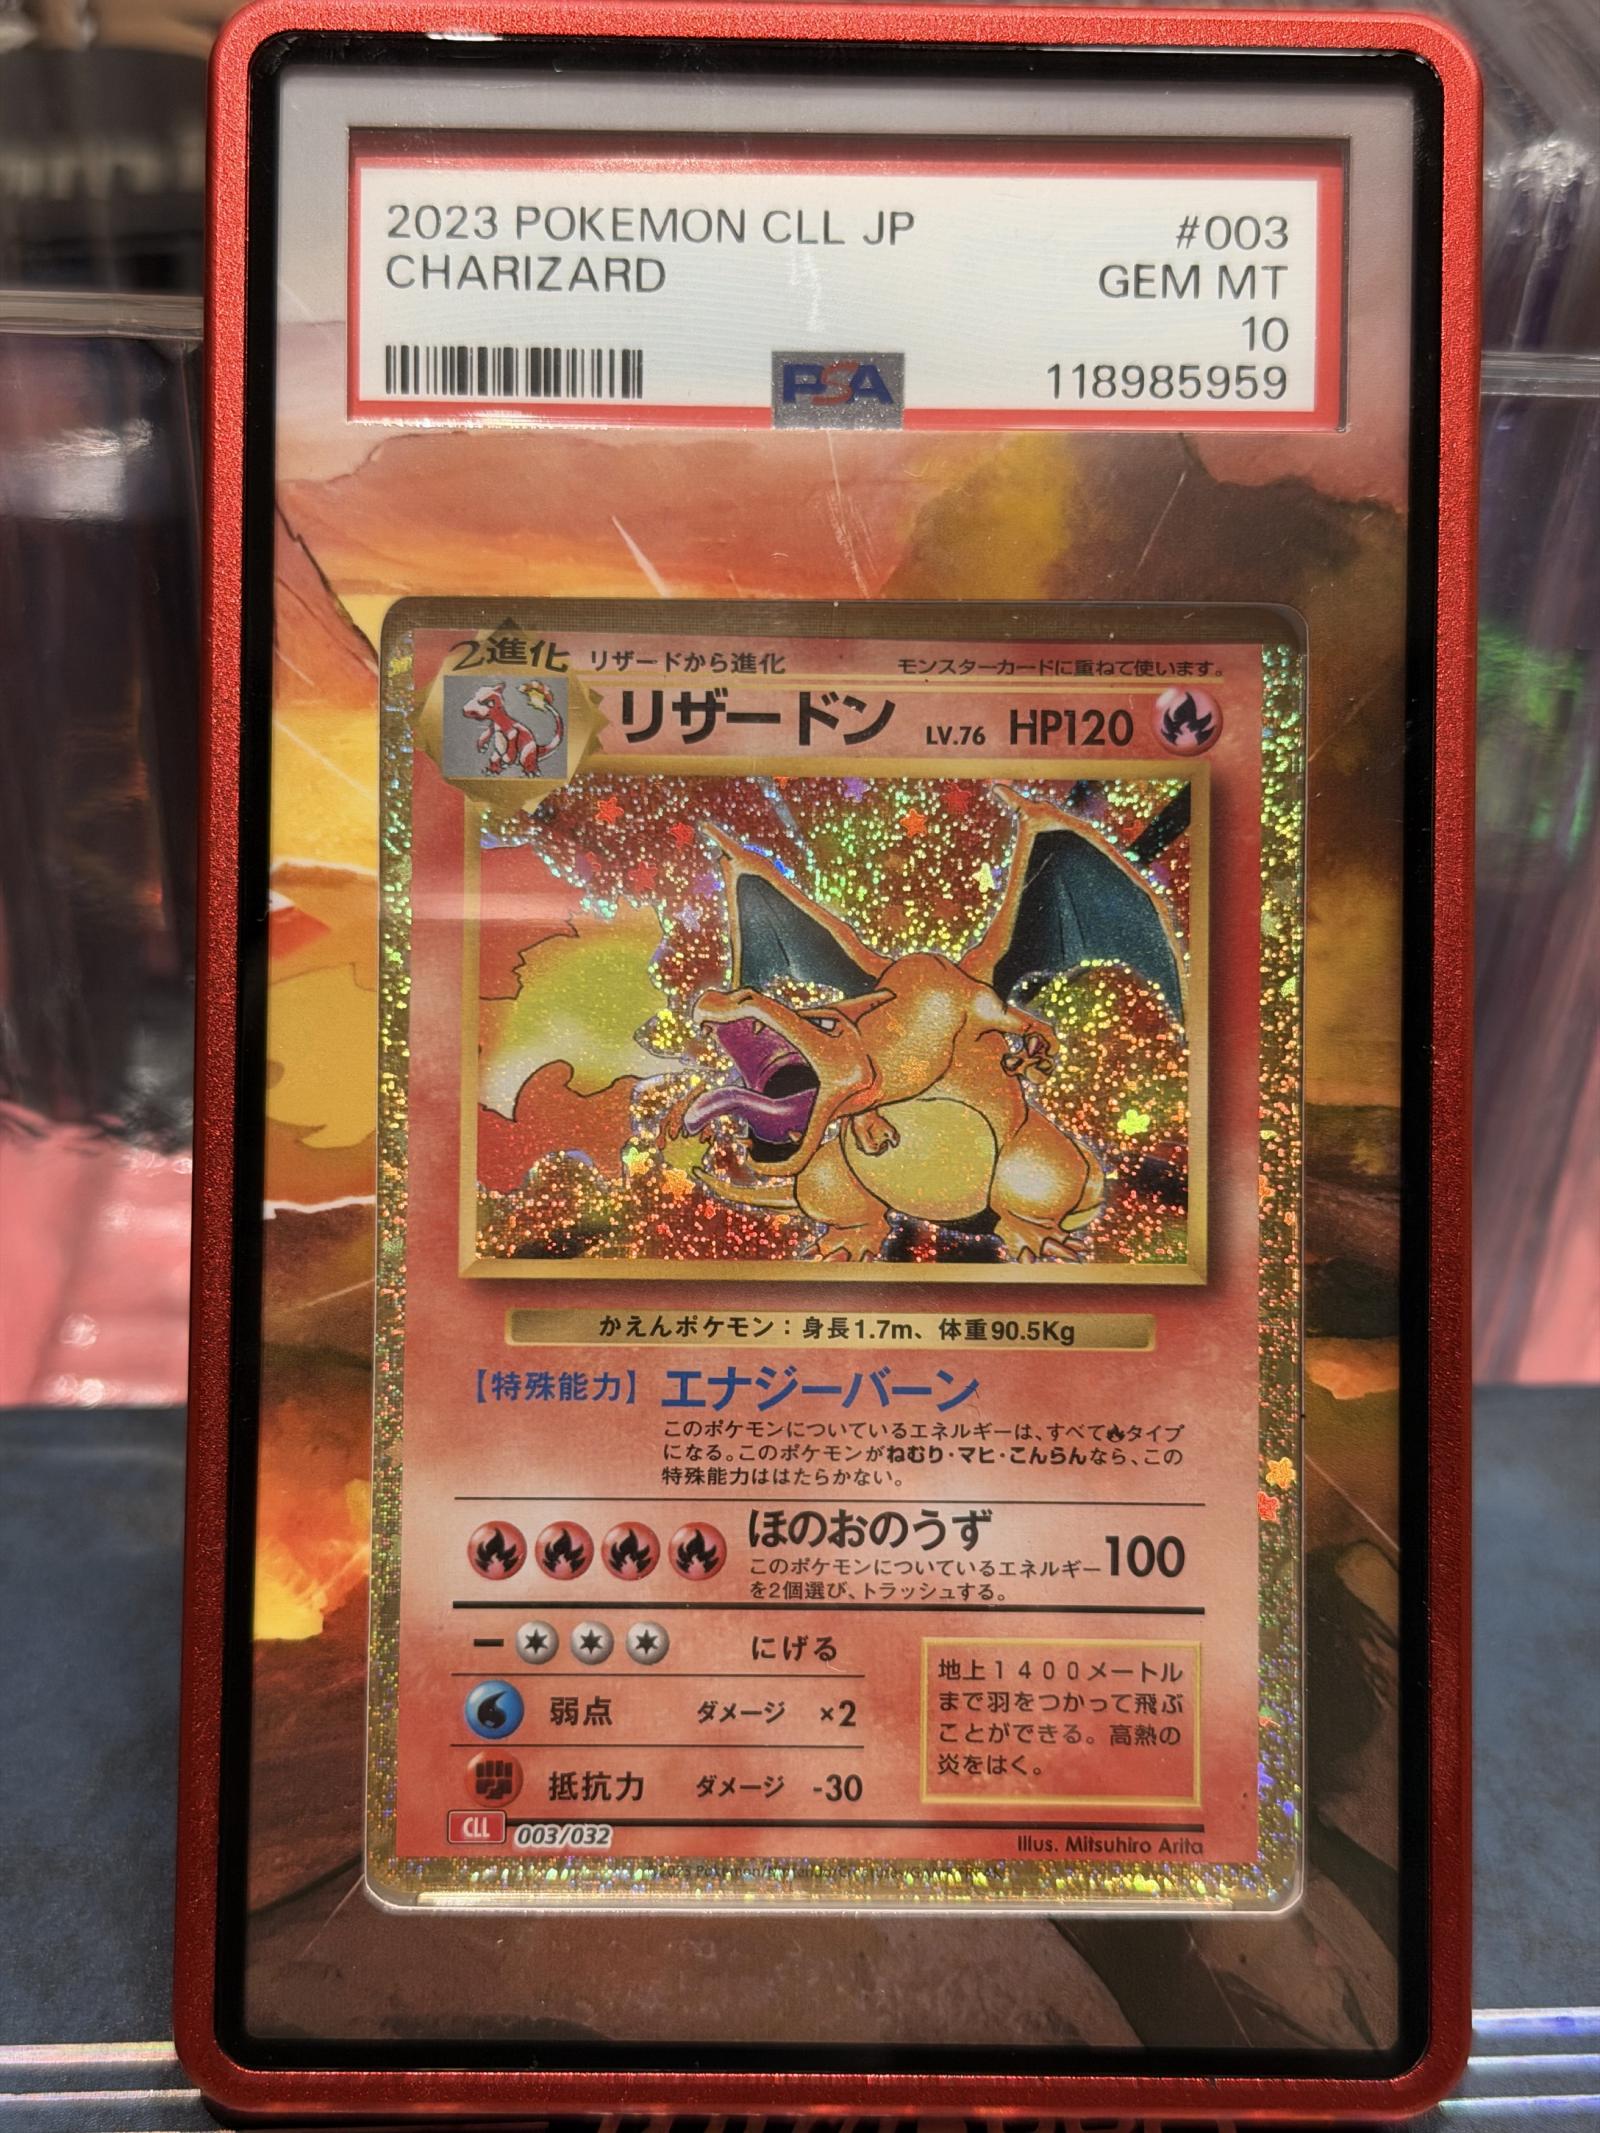 2023 POKEMON CLL JP #003
CHARIZARD GEM MT
10
PSA 118985959
2進化 リザードから進化 モンスターカードに重ねて使います。
リザードン LV.76 HP120
かえんポケモン：身長1.7m、体重90.5Kg
【特殊能力】 エナジーバーン
このポケモンについているエネルギーは、すべてタイプ
になる。このポケモンがねむり・マヒ・こんらんなら、この
特殊能力ははたらかない。
ほのおのうず 100
このポケモンについているエネルギー
を2個選び、トラッシュする。
ー にげる
弱点 ダメージ ×2
抵抗力 ダメージ -30
地上１４００メートル
まで羽をつかって飛ぶ
ことができる。高熱の
炎をはく。
CLL 003/032 Illus. Mitsuhiro Arita
©2023 Pokémon/Nintendo/Creatures/GAME FREAK